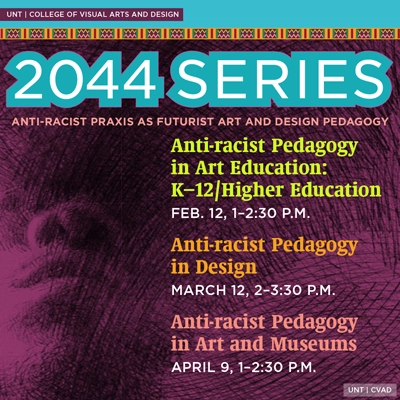 UNT | COLLEGE OF VISUAL ARTS AND DESIGN
2044 SERIES
ANTI-RACIST PRAXIS AS FUTURIST ART AND DESIGN PEDAGOGY
Anti-racist Pedagogy
in Art Education:
K–12/Higher Education
FEB. 12, 1–2:30 P.M.
Anti-racist Pedagogy
in Design
MARCH 12, 2–3:30 P.M.
Anti-racist Pedagogy
in Art and Museums
APRIL 9, 1–2:30 P.M.
UNT | CVAD